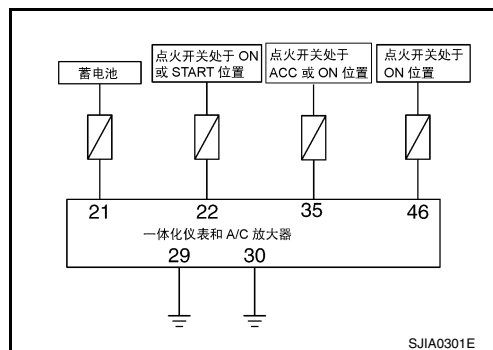 蓄电池
点火开关处于 ON
或 START 位置
点火开关处于
ACC 或 ON 位置
点火开关处于
ON 位置
21
22
35
46
一体化仪表和 A/C 放大器
29
30
SJIA0301E